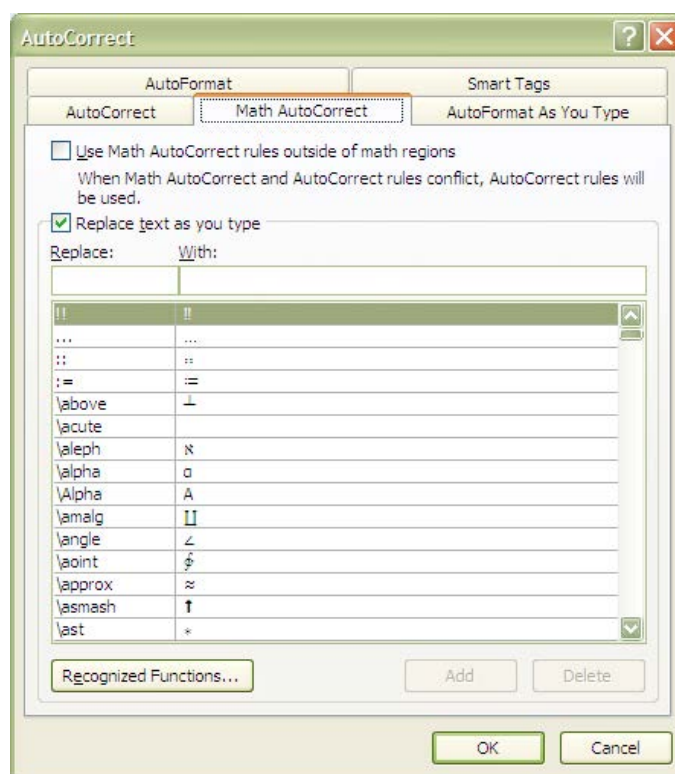 AutoCorrect
AutoFormat Smart Tags
AutoCorrect Math AutoCorrect AutoFormat As You Type
Use Math AutoCorrect rules outside of math regions
When Math AutoCorrect and AutoCorrect rules conflict, AutoCorrect rules will
be used.
Replace text as you type
Replace: With:
!! ‼
... …
:: ∷
:= ≔
\above ┴
\acute
\aleph ℵ
\alpha α
\Alpha Α
\amalg ∐
\angle ∠
\aoint ∳
\approx ≈
\asmash ⬆
\ast ∗
Recognized Functions... Add Delete
OK Cancel